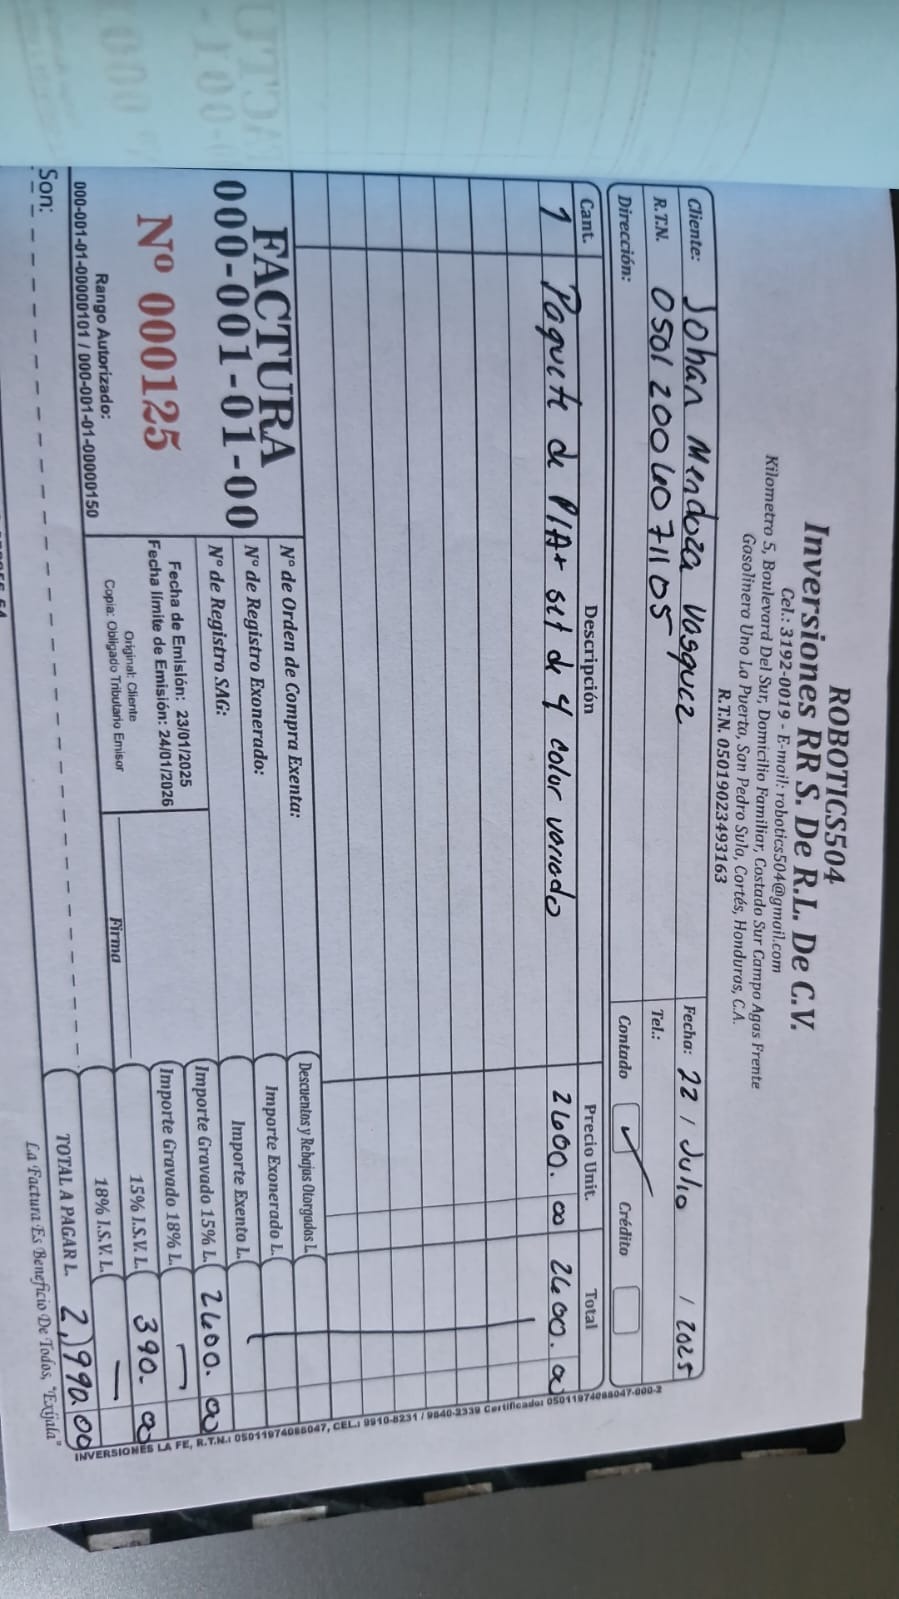 ROBOTICS504
Inversiones RR S. De R.L. De C.V.
Cel.: 3192-0019 - E-mail: robotics504@gmail.com
Kilometro 5, Boulevard Del Sur, Domicilio Familiar, Costado Sur Campo Agas Frente
Gasolinera Uno La Puerta, San Pedro Sula, Cortés, Honduras, C.A.
R.T.N. 05019023493163
Cliente: Johan Mendoza Vasquez Fecha: 22 / Julio / 2025
R.T.N. 05012006071105 Tel.:
Dirección: Contado ✓ Crédito
Cant. Descripción Precio Unit. Total
1 Paquete de PlA+ set de 4 color variado 2600.00 2600.00
Descuentos y Rebajas Otorgados L.
FACTURA Nº de Orden de Compra Exenta: Importe Exonerado L.
000-001-01-00 Nº de Registro Exonerado: Importe Exento L.
Nº de Registro SAG: Importe Gravado 15% L. 2600.00
Nº 000125 Fecha de Emisión: 23/01/2025 Importe Gravado 18% L. —
Fecha límite de Emisión: 24/01/2026 15% I.S.V. L. 390.00
Rango Autorizado: Original: Cliente
000-001-01-00000101 / 000-001-01-00000150 Copia: Obligado Tributario Emisor Firma 18% I.S.V. L. —
Son: TOTAL A PAGAR L. 2,990.00
La Factura Es Beneficio De Todos, "Exíjala"
INVERSIONES LA FE, R.T.N.: 05011974088047, CEL.: 9910-8231 / 9840-2339 Certificado: 05011974088047-000-2